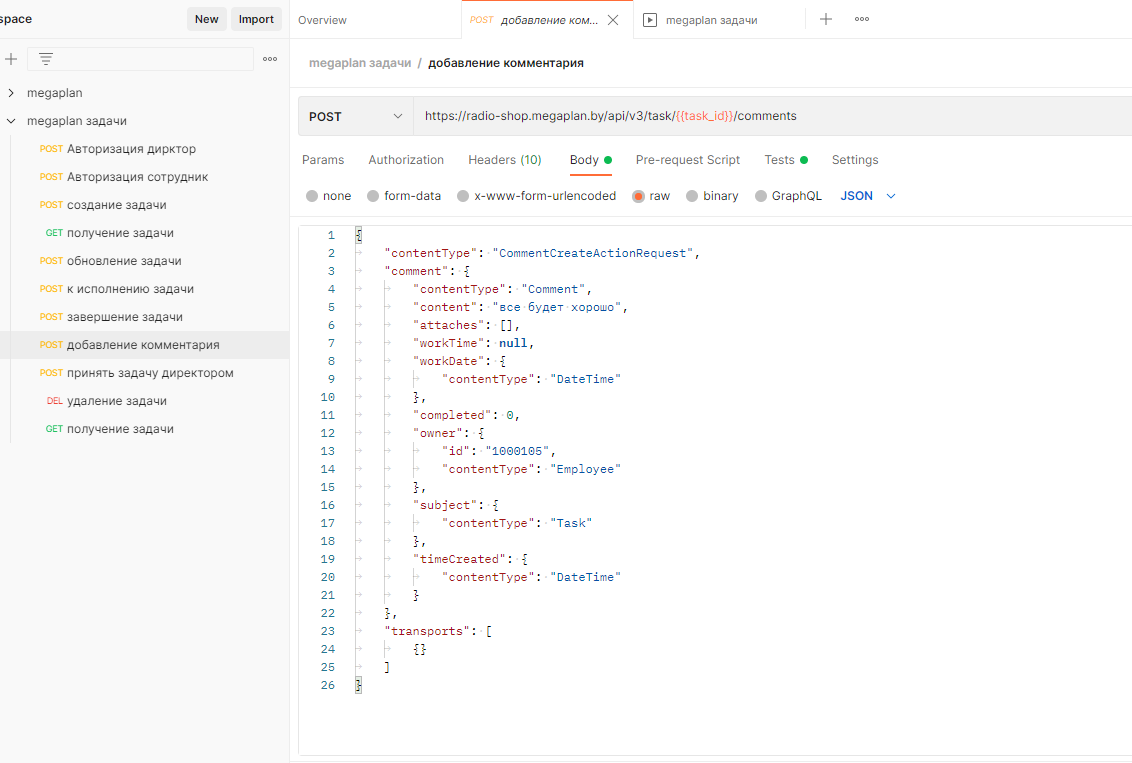 space
New
Import
Overview
POST добавление ком...
megaplan задачи
megaplan задачи / добавление комментария
megaplan
megaplan задачи
POST Авторизация дирктор
POST Авторизация сотрудник
POST создание задачи
GET получение задачи
POST обновление задачи
POST к исполнению задачи
POST завершение задачи
POST добавление комментария
POST принять задачу директором
DEL удаление задачи
GET получение задачи
POST
https://radio-shop.megaplan.by/api/v3/task/{{task_id}}/comments
Params Authorization Headers (10) Body Pre-request Script Tests Settings
none form-data x-www-form-urlencoded raw binary GraphQL JSON
1 {
2 "contentType": "CommentCreateActionRequest",
3 "comment": {
4 "contentType": "Comment",
5 "content": "все будет хорошо",
6 "attaches": [],
7 "workTime": null,
8 "workDate": {
9 "contentType": "DateTime"
10 },
11 "completed": 0,
12 "owner": {
13 "id": "1000105",
14 "contentType": "Employee"
15 },
16 "subject": {
17 "contentType": "Task"
18 },
19 "timeCreated": {
20 "contentType": "DateTime"
21 }
22 },
23 "transports": [
24 {}
25 ]
26 }